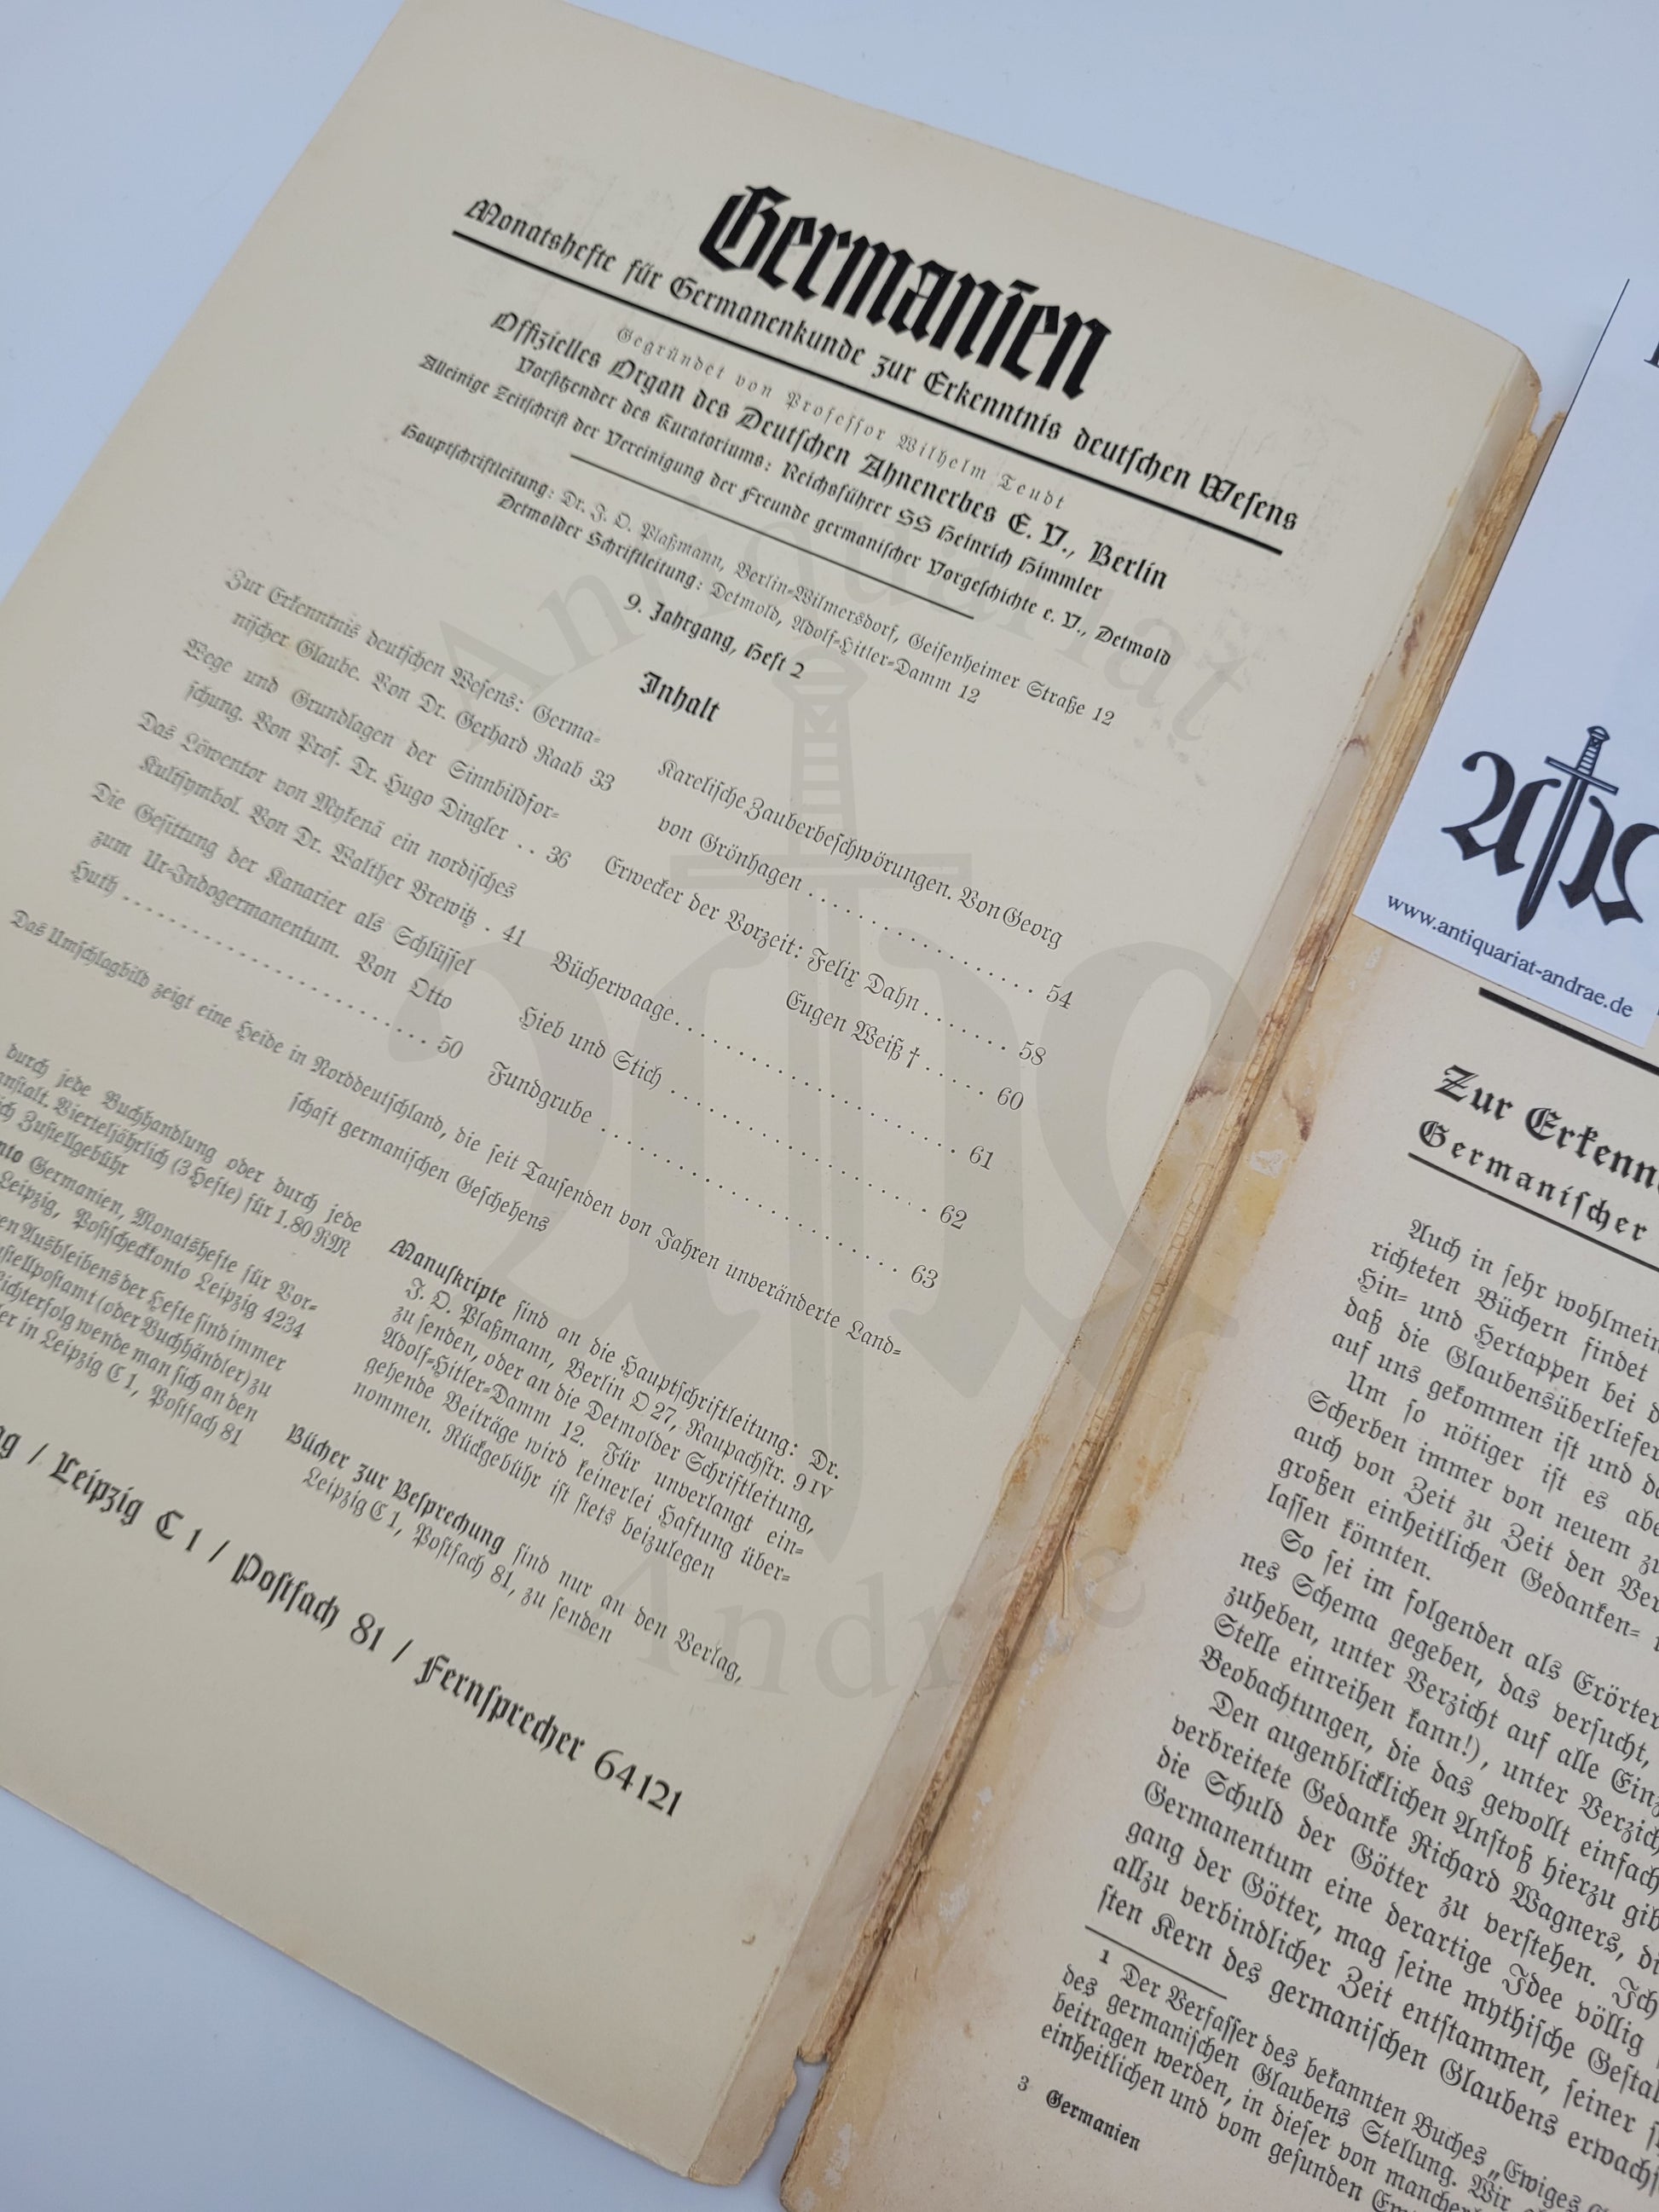 Germanien
Monatshefte für Germanenkunde zur Erkenntnis deutschen Wesens
Gegründet von Professor Wilhelm Teudt
Offizielles Organ des Deutschen Ahnenerbes E. V., Berlin
Vorsitzender des Kuratoriums: Reichsführer SS Heinrich Himmler
Alleinige Zeitschrift der Vereinigung der Freunde germanischer Vorgeschichte e. V., Detmold
Hauptschriftleitung: Dr. J. O. Plaßmann, Berlin-Wilmersdorf, Geisenheimer Straße 12
Detmolder Schriftleitung: Detmold, Adolf-Hitler-Damm 12
9. Jahrgang, Heft 2
Inhalt
Zur Erkenntnis deutschen Wesens: Germa-
nischer Glaube. Von Dr. Gerhard Raab 33
Wege und Grundlagen der Sinnbildfor-
schung. Von Prof. Dr. Hugo Dingler . . 36
Das Löwentor von Mykenä ein nordisches
Kultsymbol. Von Dr. Walther Brewitz . 41
Die Gesittung der Kanarier als Schlüssel
zum Ur-Indogermanentum. Von Otto
Huth . . . . . . . . . . . . . . . . . . . . 50
Karelische Zauberbeschwörungen. Von Georg
von Grönhagen . . . . . . . . . . . . . . . 54
Erwecker der Vorzeit: Felix Dahn . . . . . . . 58
Eugen Weiß † . . . . . 60
Bücherwaage . . . . . . . . . . . . . . . . . . 61
Hieb und Stich . . . . . . . . . . . . . . . . . 62
Fundgrube . . . . . . . . . . . . . . . . . . . 63
Das Umschlagbild zeigt eine Heide in Norddeutschland, die seit Tausenden von Jahren unveränderte Land-
schaft germanischen Geschehens
durch jede Buchhandlung oder durch jede
anstalt. Vierteljährlich (3 Hefte) für 1.80 RM
Zustellgebühr
Germanien, Monatshefte für Vor-
Leipzig, Postscheckkonto Leipzig 4234
Ausbleibens der Hefte sind immer
(oder Buchhändler) zu
wende man sich an den
in Leipzig C 1, Postfach 81
Manuskripte sind an die Hauptschriftleitung: Dr.
J. O. Plaßmann, Berlin O 27, Raupachstr. 9 IV
zu senden, oder an die Detmolder Schriftleitung,
Adolf-Hitler-Damm 12. Für unverlangt ein-
gehende Beiträge wird keinerlei Haftung über-
nommen. Rückgebühr ist stets beizulegen
Bücher zur Besprechung sind nur an den Verlag,
Leipzig C 1, Postfach 81, zu senden
/ Leipzig C 1 / Postfach 81 / Fernsprecher 64121
www.antiquariat-andrae.de
Zur Erkenn
Germanischer
Auch in sehr wohlmein
richteten Büchern findet
Hin- und Hertappen bei d
daß die Glaubensüberliefer
auf uns gekommen ist und
Um so nötiger ist es abe
Scherben immer von neuem zu
auch von Zeit zu Zeit den Ver
großen einheitlichen Gedanken-
lassen könnten.
So sei im folgenden als Erörter
nes Schema gegeben, das versucht,
zuheben, unter Verzicht auf alle Einz
Stelle einreihen kann!), unter Verzich
Beobachtungen, die das gewollt einfach
Den augenblicklichen Anstoß hierzu gib
verbreitete Gedanke Richard Wagners, di
die Schuld der Götter zu verstehen. Ich
Germanentum eine derartige Idee völlig
gang der Götter, mag seine mythische Gestal
allzu verbindlicher Zeit entstammen, seiner
sten Kern des germanischen Glaubens erwachs
1 Der Verfasser des bekannten Buches „Ewiges
des germanischen Glaubens Stellung. Wir
beitragen werden, in dieser von mancher
einheitlichen und vom gesunden
3 Germanien
Antiquariat
Andrae